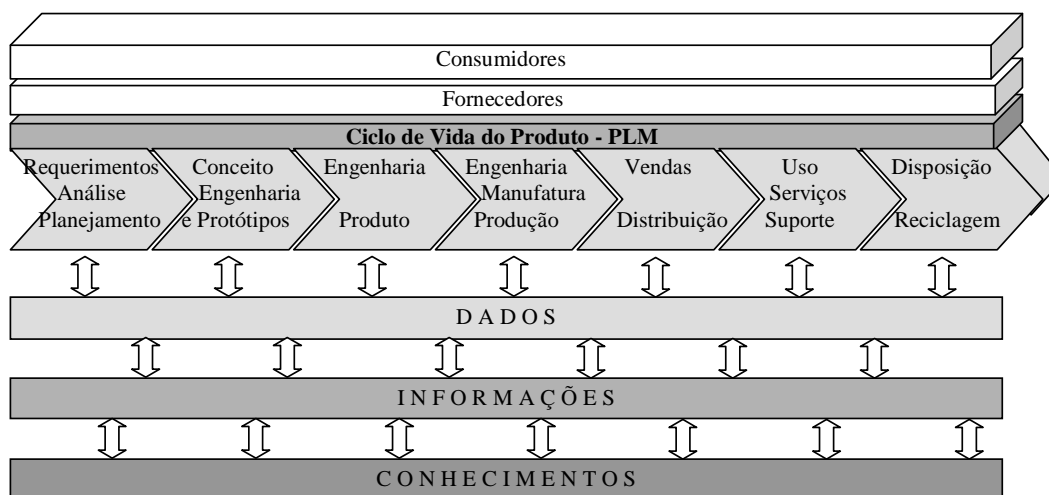 Consumidores
Fornecedores
Ciclo de Vida do Produto - PLM
Requerimentos
Análise
Planejamento
Conceito
Engenharia
e Protótipos
Engenharia
Produto
Engenharia
Manufatura
Produção
Vendas
Distribuição
Uso
Serviços
Suporte
Disposição
Reciclagem
D A D O S
I N F O R M A Ç Õ E S
C O N H E C I M E N T O S